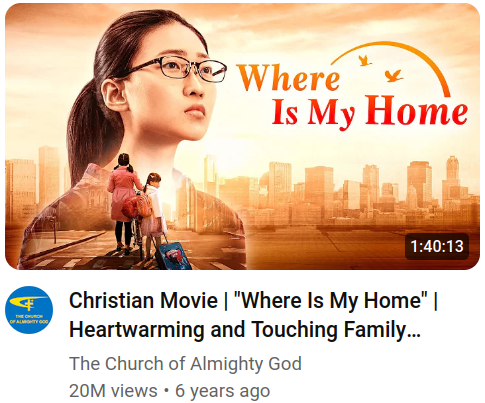 Where
Is My Home
1:40:13
THE CHURCH
OF ALMIGHTY GOD
Christian Movie | "Where Is My Home" |
Heartwarming and Touching Family...
The Church of Almighty God
20M views • 6 years ago